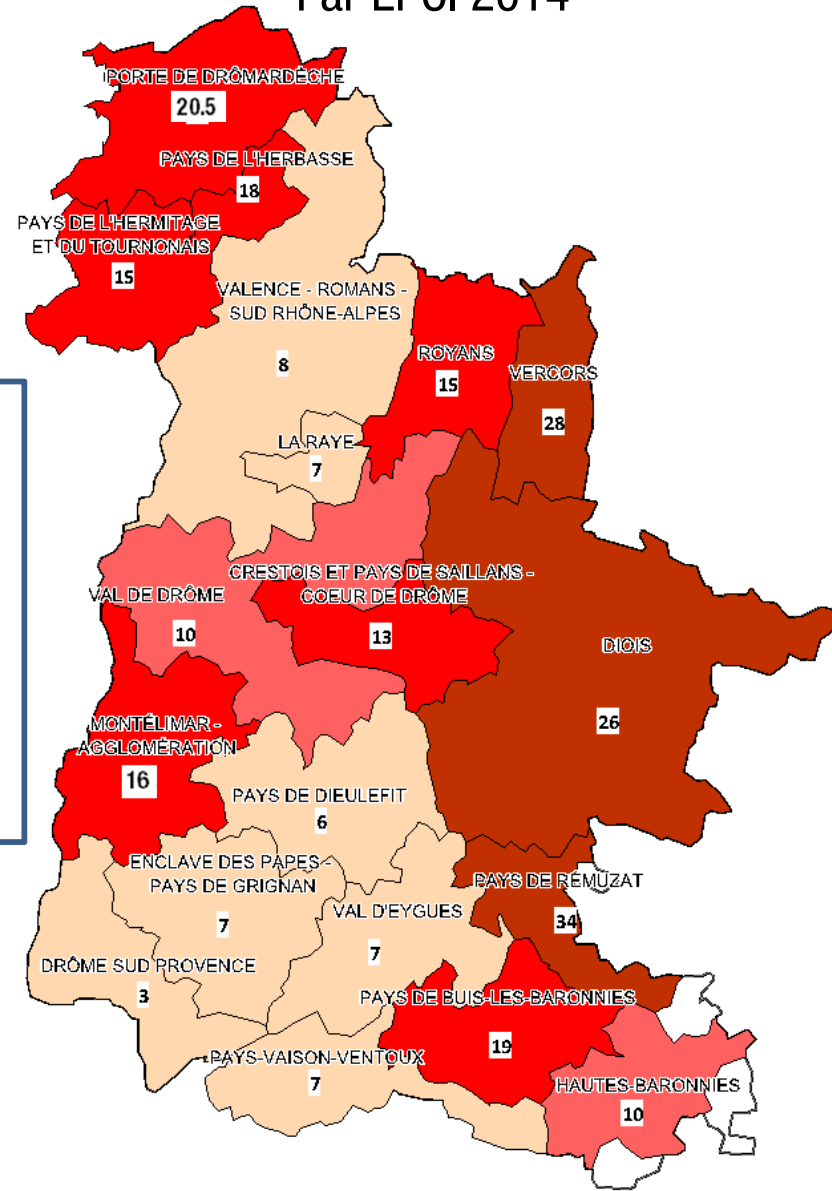 Par EPCI 2014
PORTE DE DRÔMARDÈCHE
20.5
PAYS DE L'HERBASSE
18
PAYS DE L'HERMITAGE
ET DU TOURNONAIS
15
VALENCE - ROMANS -
SUD RHÔNE-ALPES
8
ROYANS
15
VERCORS
28
LA RAYE
7
CRESTOIS ET PAYS DE SAILLANS -
COEUR DE DRÔME
13
VAL DE DRÔME
10
DIOIS
26
MONTÉLIMAR -
AGGLOMÉRATION
16
PAYS DE DIEULEFIT
6
ENCLAVE DES PAPES -
PAYS DE GRIGNAN
7
PAYS DE RÉMUZAT
34
VAL D'EYGUES
7
DRÔME SUD PROVENCE
3
PAYS DE BUIS-LES-BARONNIES
19
PAYS-VAISON-VENTOUX
7
HAUTES-BARONNIES
10